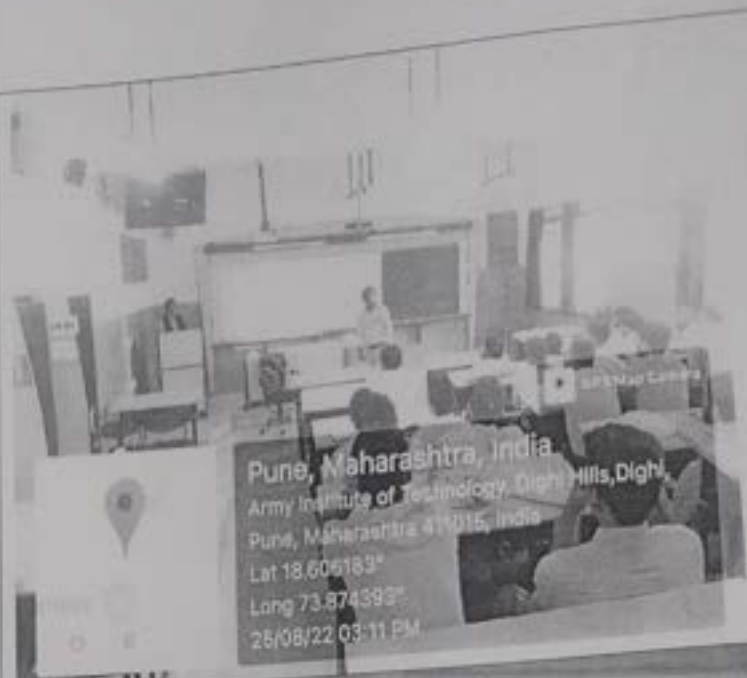 GPS Map Camera
Pune, Maharashtra, India
Army Institute of Technology, Dighi Hills,Dighi,
Pune, Maharashtra 411015, India
Lat 18.606183°
Long 73.874393°
25/08/22 03:11 PM